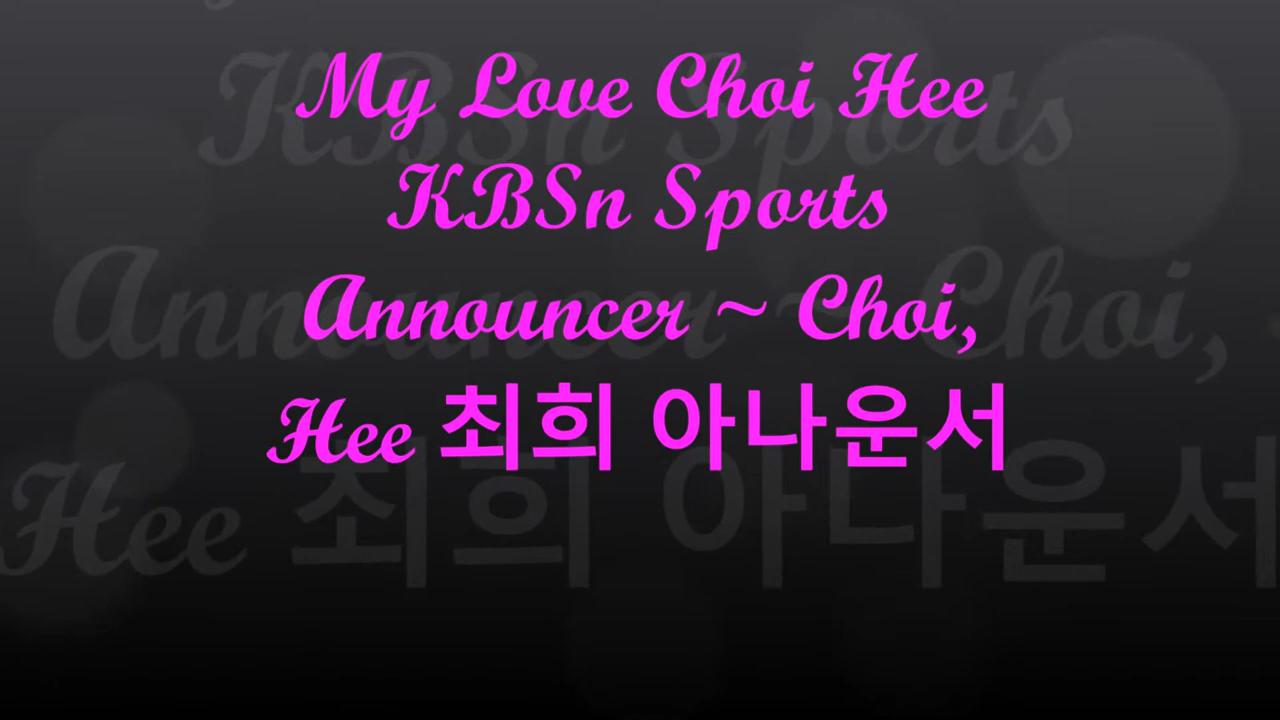 My Love Choi Hee
KBSn Sports
Announcer ~ Choi,
Hee 최희 아나운서